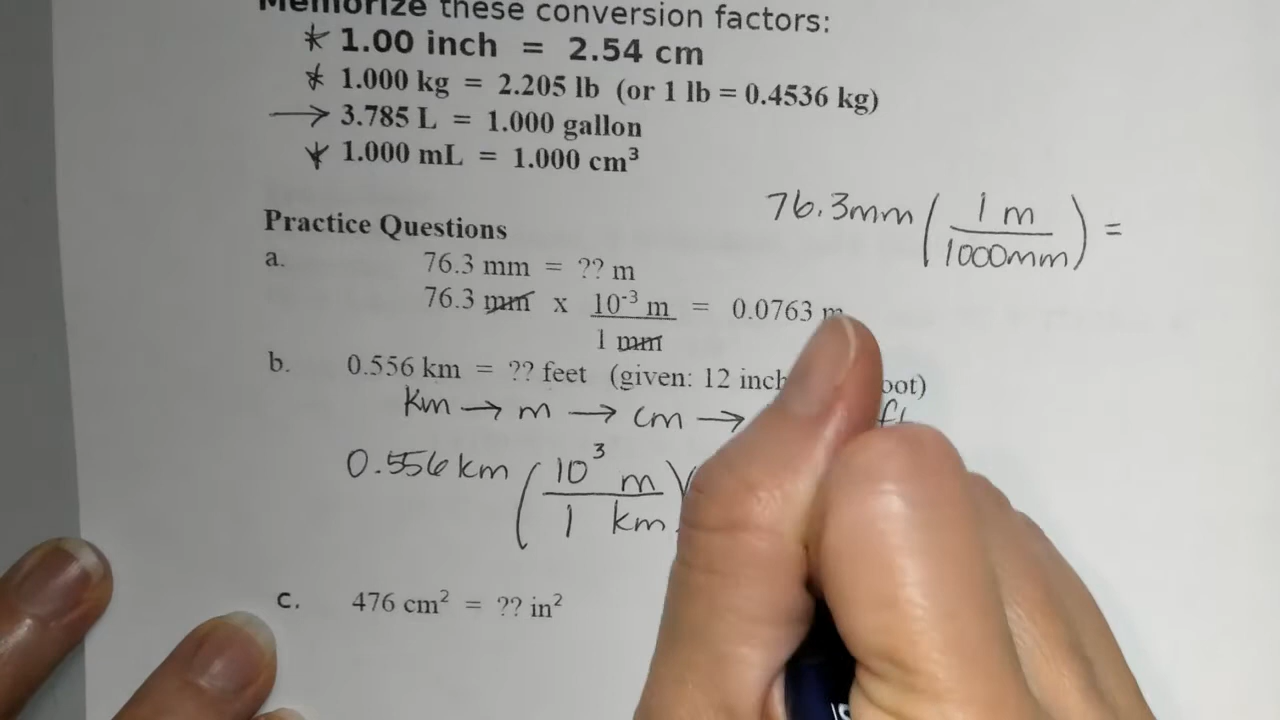 Memorize these conversion factors:
* 1.00 inch = 2.54 cm
* 1.000 kg = 2.205 lb (or 1 lb = 0.4536 kg)
→ 3.785 L = 1.000 gallon
* 1.000 mL = 1.000 cm³
76.3mm ( 1 m / 1000mm ) =
Practice Questions
a. 76.3 mm = ?? m
76.3 mm x 10⁻³ m = 0.0763 m
1 mm
b. 0.556 km = ?? feet (given: 12
km → m → cm → ft
0.556 km ( 10³ m / 1 km )(
c. 476 cm² = ?? in²